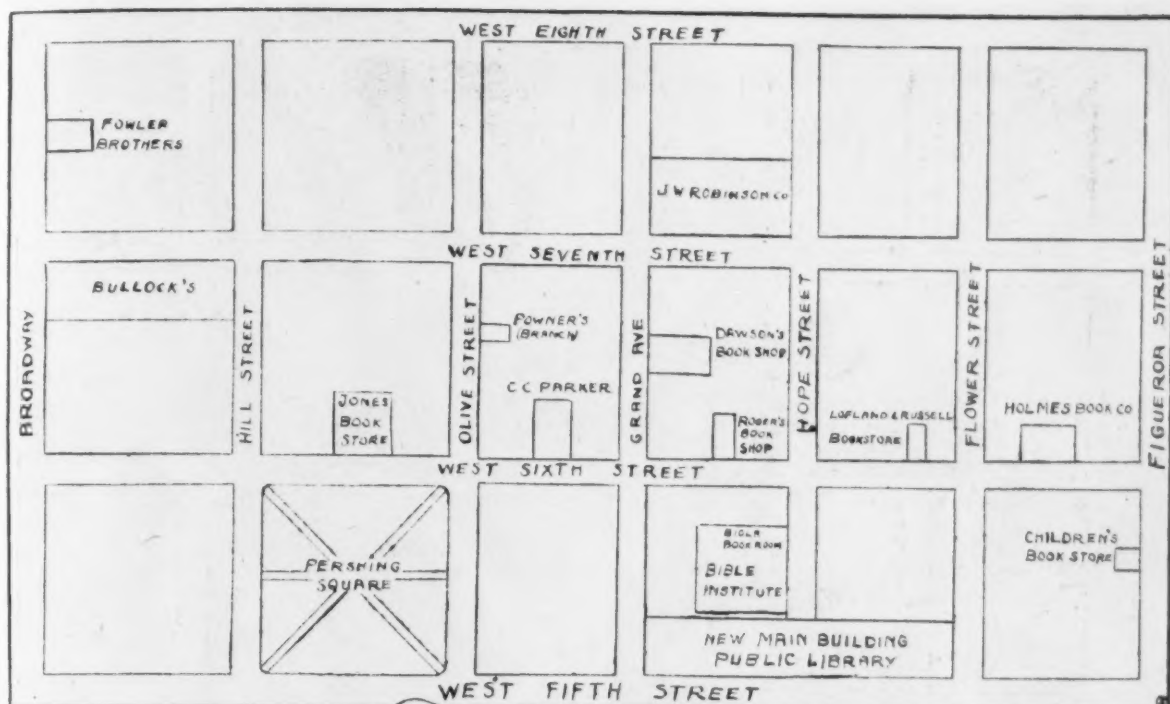 WEST EIGHTH STREET
FOWLER
BROTHERS
J.W. ROBINSON CO
WEST SEVENTH STREET
BROADWAY
BULLOCK'S
HILL STREET
JONES
BOOK
STORE
OLIVE STREET
POWNER'S
(BRANCH)
C C PARKER
GRAND AVE
DAWSON'S
BOOK SHOP
ROGER'S
BOOK
SHOP
HOPE STREET
LOFLAND & RUSSELL
BOOKSTORE
FLOWER STREET
HOLMES BOOK CO
FIGUEROR STREET
WEST SIXTH STREET
PERSHING
SQUARE
BIOLA
BOOK ROOM
BIBLE
INSTITUTE
CHILDREN'S
BOOK STORE
NEW MAIN BUILDING
PUBLIC LIBRARY
WEST FIFTH STREET